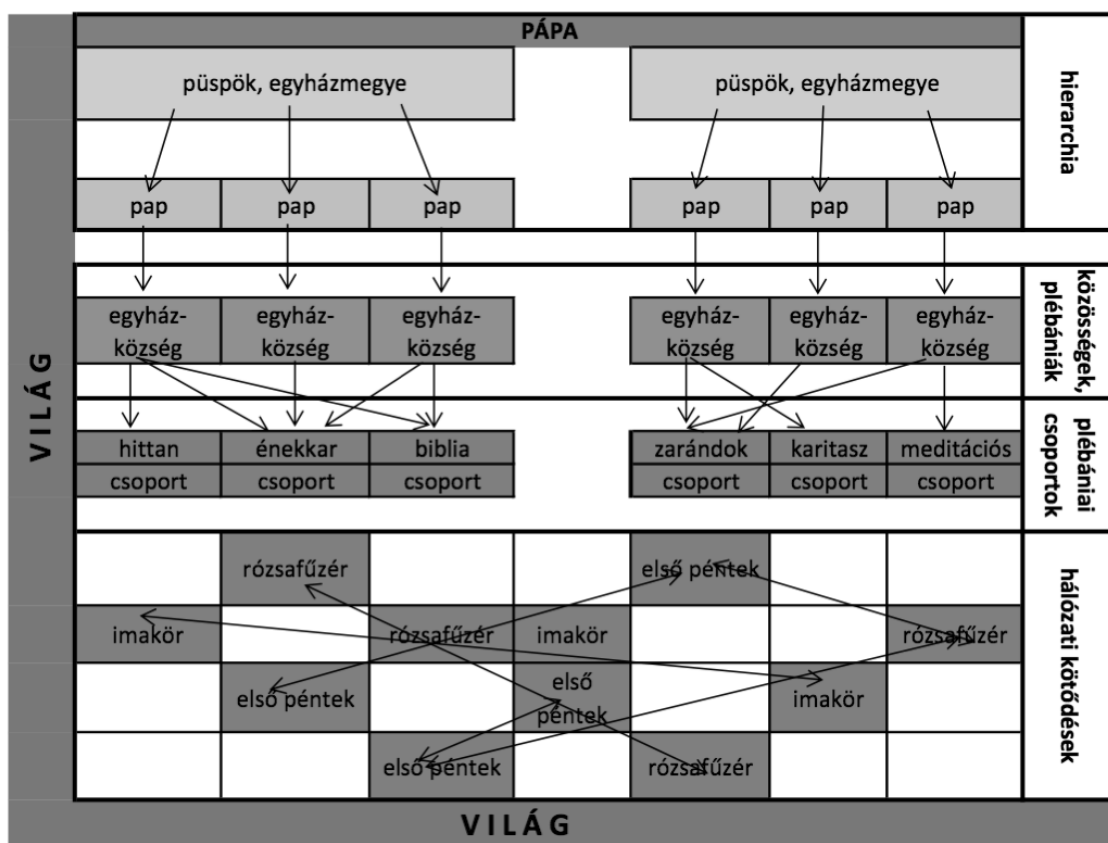 PÁPA
püspök, egyházmegye
püspök, egyházmegye
hierarchia
pap
pap
pap
pap
pap
pap
egyház-
község
egyház-
község
egyház-
község
egyház-
község
egyház-
község
egyház-
község
közösségek,
plébániák
VILÁG
hittan
énekkar
biblia
zarándok
karitasz
meditációs
csoport
csoport
csoport
csoport
csoport
csoport
plébániai
csoportok
rózsafűzér
első péntek
imakör
rózsafűzér
imakör
rózsafűzér
első péntek
első
péntek
imakör
első péntek
rózsafűzér
hálózati kötődések
VILÁG